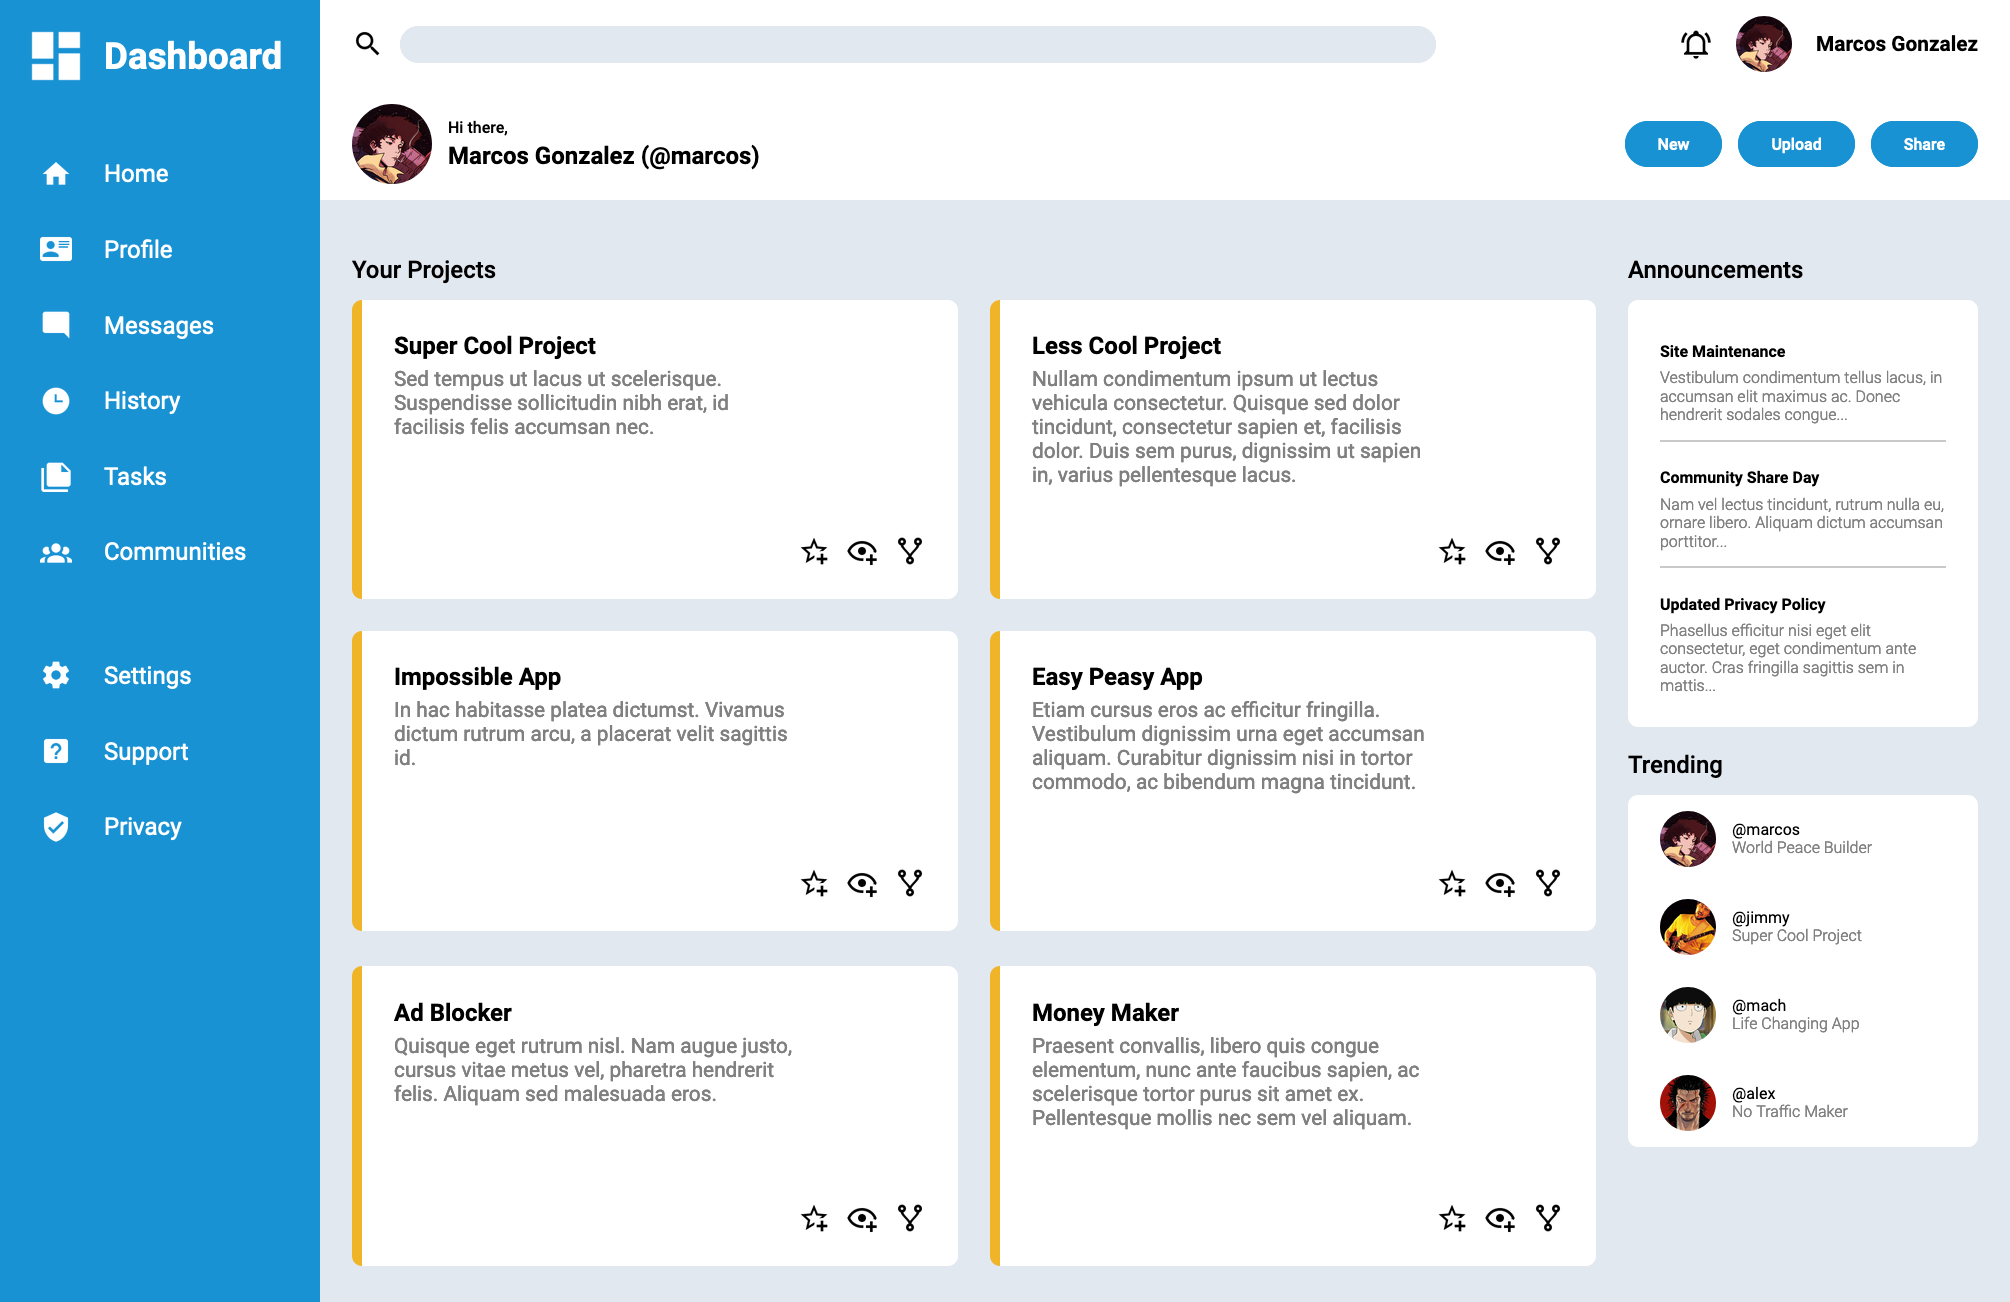 Dashboard
Home
Profile
Messages
History
Tasks
Communities
Settings
Support
Privacy
Marcos Gonzalez
Hi there,
Marcos Gonzalez (@marcos)
New
Upload
Share
Your Projects
Super Cool Project
Sed tempus ut lacus ut scelerisque.
Suspendisse sollicitudin nibh erat, id
facilisis felis accumsan nec.
Less Cool Project
Nullam condimentum ipsum ut lectus
vehicula consectetur. Quisque sed dolor
tincidunt, consectetur sapien et, facilisis
dolor. Duis sem purus, dignissim ut sapien
in, varius pellentesque lacus.
Impossible App
In hac habitasse platea dictumst. Vivamus
dictum rutrum arcu, a placerat velit sagittis
id.
Easy Peasy App
Etiam cursus eros ac efficitur fringilla.
Vestibulum dignissim urna eget accumsan
aliquam. Curabitur dignissim nisi in tortor
commodo, ac bibendum magna tincidunt.
Ad Blocker
Quisque eget rutrum nisl. Nam augue justo,
cursus vitae metus vel, pharetra hendrerit
felis. Aliquam sed malesuada eros.
Money Maker
Praesent convallis, libero quis congue
elementum, nunc ante faucibus sapien, ac
scelerisque tortor purus sit amet ex.
Pellentesque mollis nec sem vel aliquam.
Announcements
Site Maintenance
Vestibulum condimentum tellus lacus, in
accumsan elit maximus ac. Donec
hendrerit sodales congue...
Community Share Day
Nam vel lectus tincidunt, rutrum nulla eu,
ornare libero. Aliquam dictum accumsan
porttitor...
Updated Privacy Policy
Phasellus efficitur nisi eget elit
consectetur, eget condimentum ante
auctor. Cras fringilla sagittis sem in
mattis...
Trending
@marcos
World Peace Builder
@jimmy
Super Cool Project
@mach
Life Changing App
@alex
No Traffic Maker